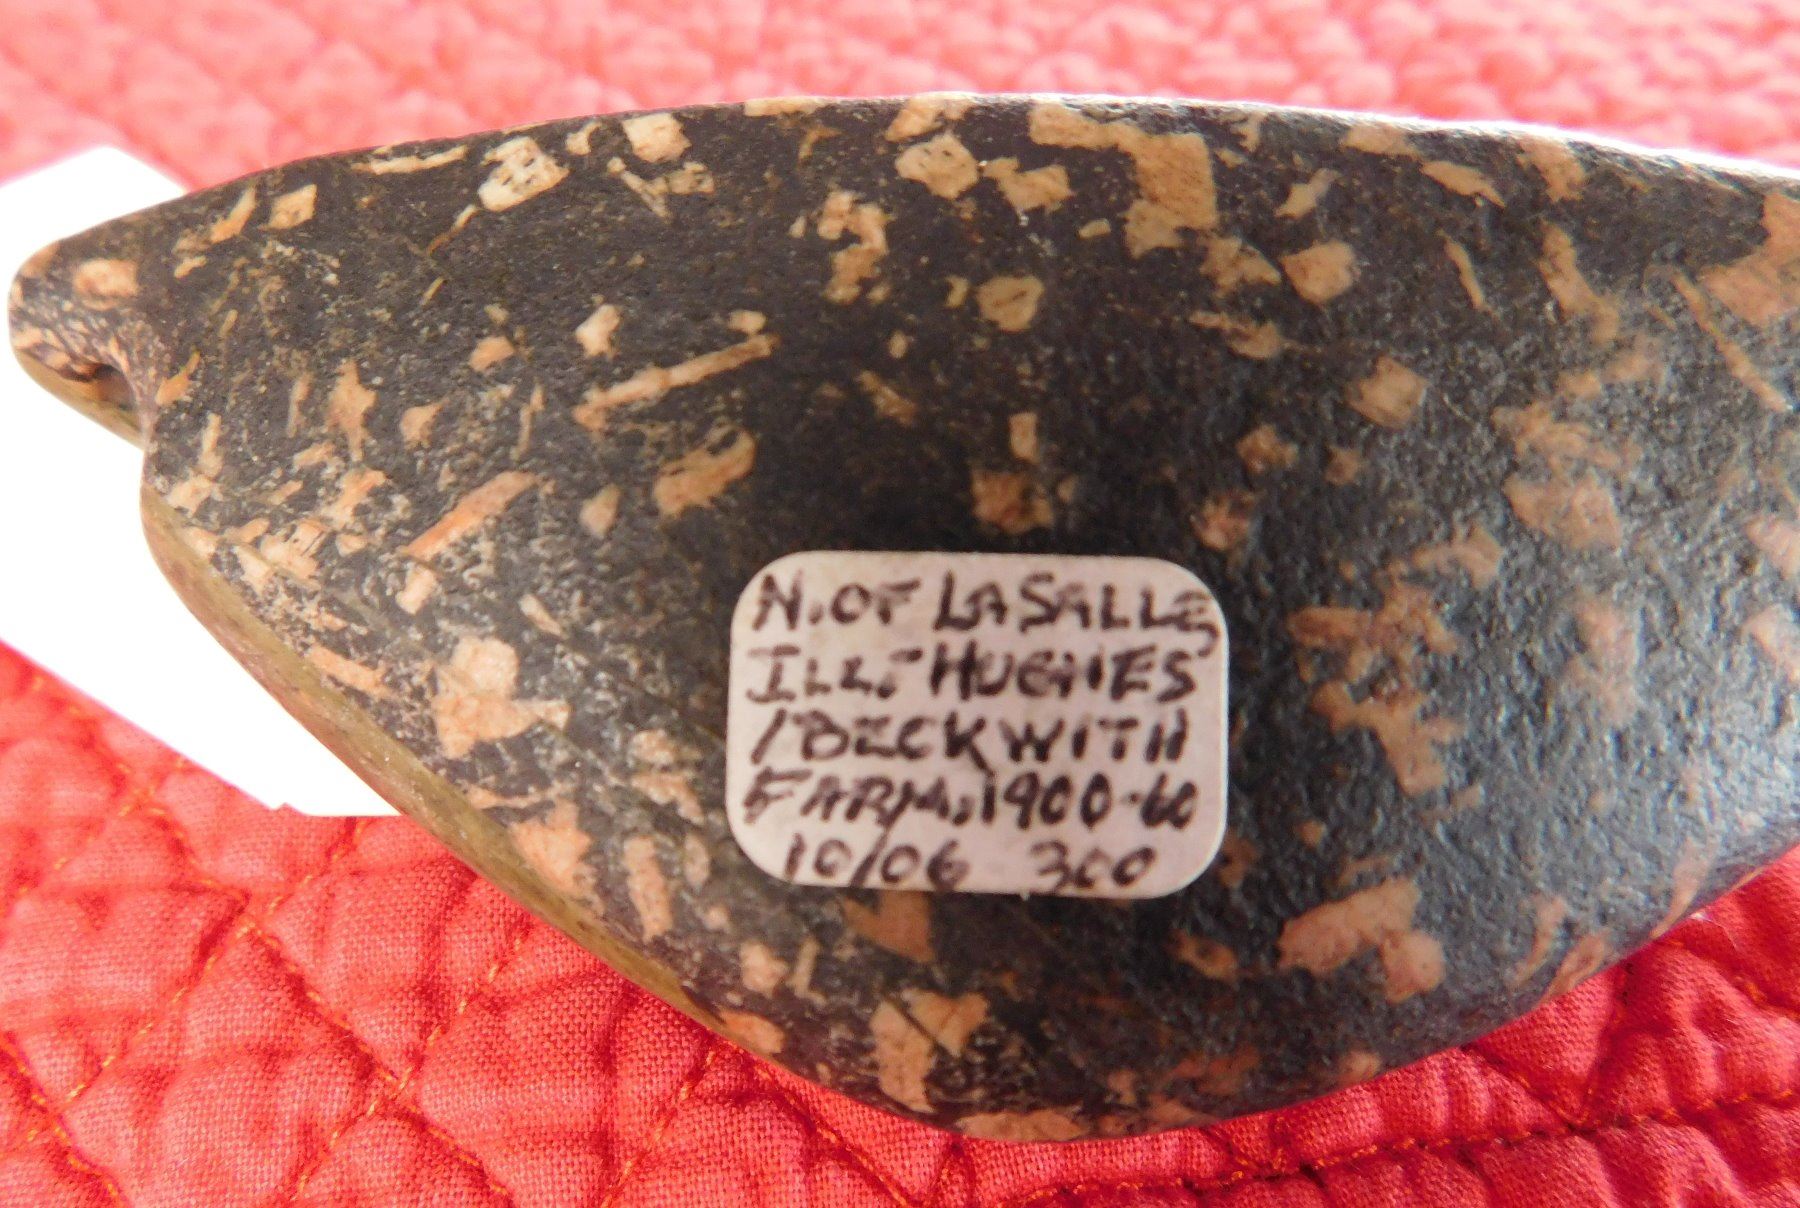 N. OF LASALLE,
ILL. - HUGHES
/BECKWITH
FARM, 1900-60
10/06 300